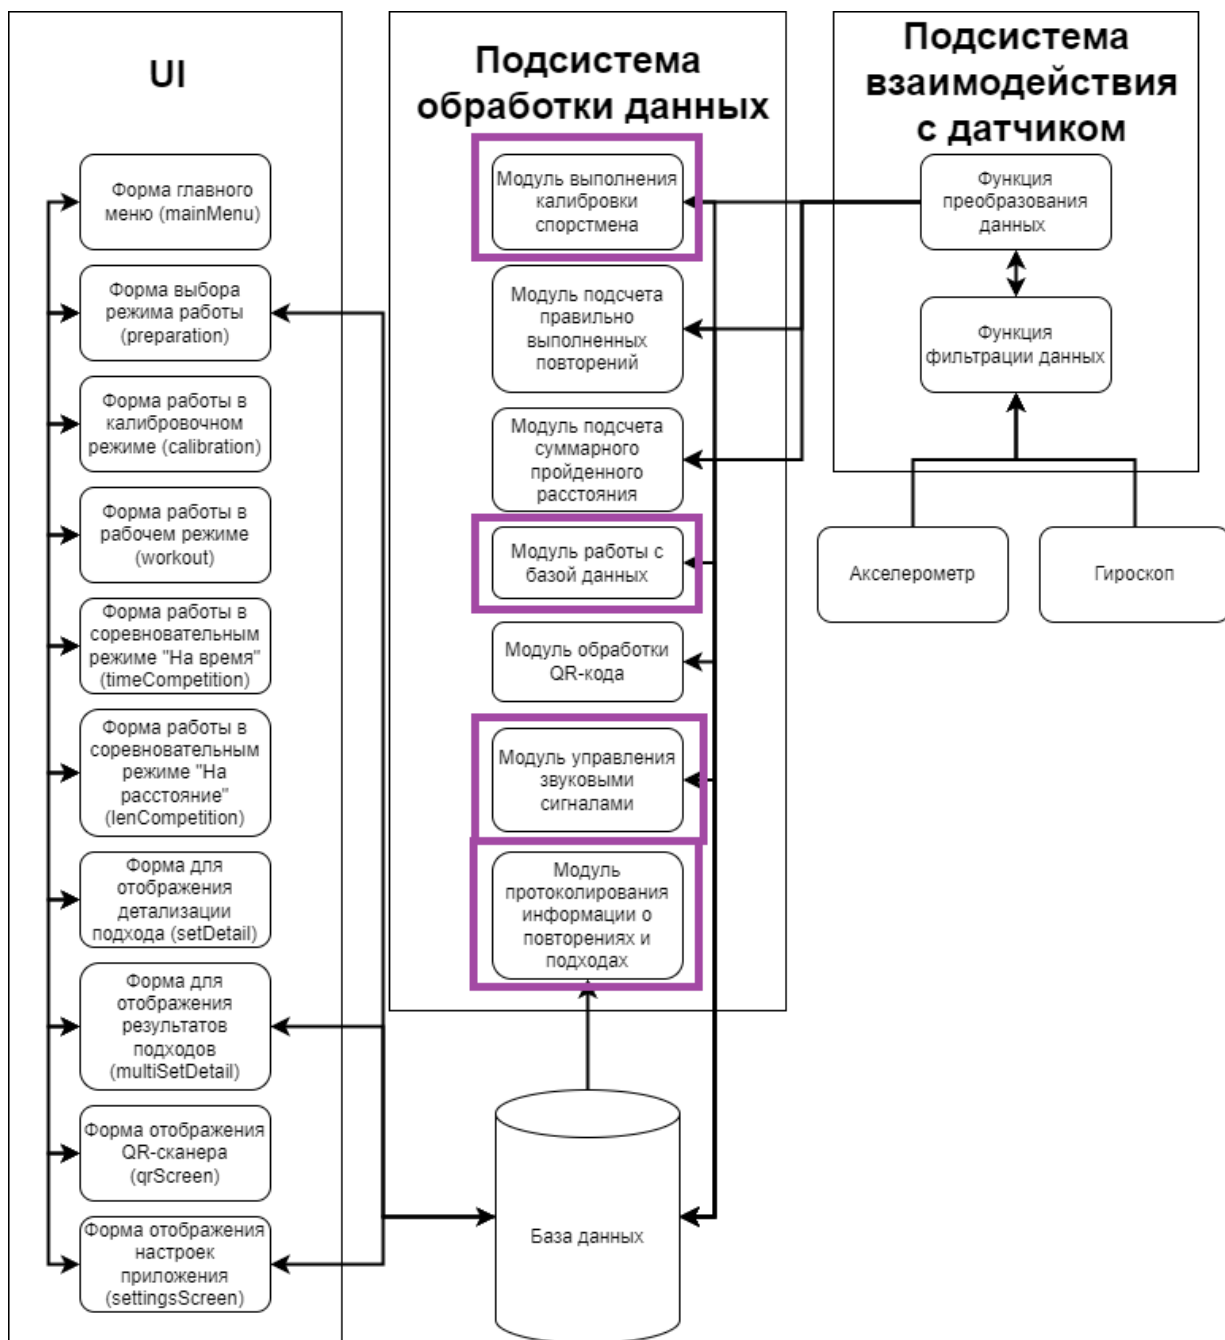 UI
Форма главного
меню (mainMenu)
Форма выбора
режима работы
(preparation)
Форма работы в
калибровочном
режиме (calibration)
Форма работы в
рабочем режиме
(workout)
Форма работы в
соревновательным
режиме "На время"
(timeCompetition)
Форма работы в
соревновательным
режиме "На
расстояние"
(lenCompetition)
Форма для
отображения
детализации
подхода (setDetail)
Форма для
отображения
результатов
подходов
(multiSetDetail)
Форма отображения
QR-сканера
(qrScreen)
Форма отображения
настроек
приложения
(settingsScreen)
Подсистема
обработки данных
Модуль выполнения
калибровки
спорстмена
Модуль подсчета
правильно
выполненных
повторений
Модуль подсчета
суммарного
пройденного
расстояния
Модуль работы с
базой данных
Модуль обработки
QR-кода
Модуль управления
звуковыми
сигналами
Модуль
протоколирования
информации о
повторениях и
подходах
База данных
Подсистема
взаимодействия
с датчиком
Функция
преобразования
данных
Функция
фильтрации данных
Акселерометр
Гироскоп